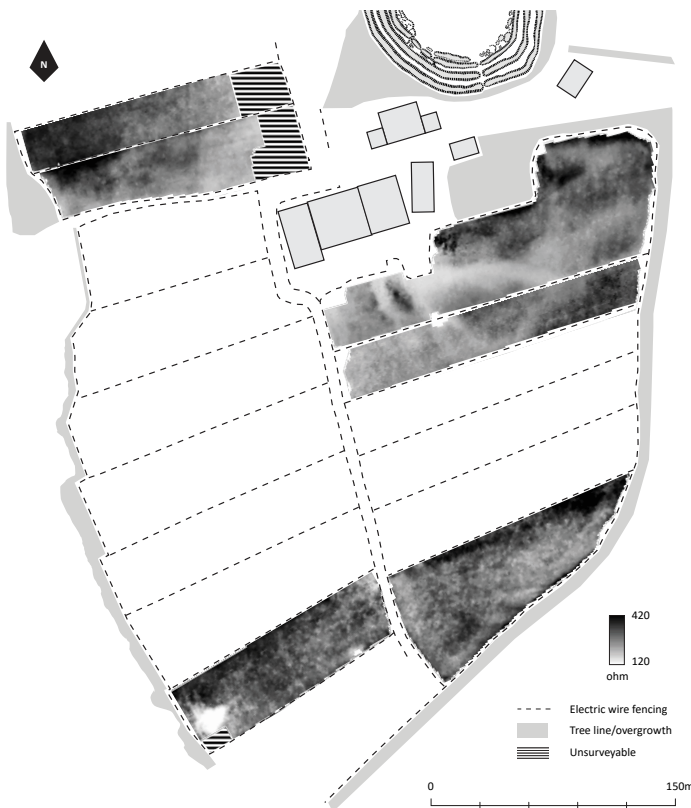 N
420
120
ohm
Electric wire fencing
Tree line/overgrowth
Unsurveyable
0
150m